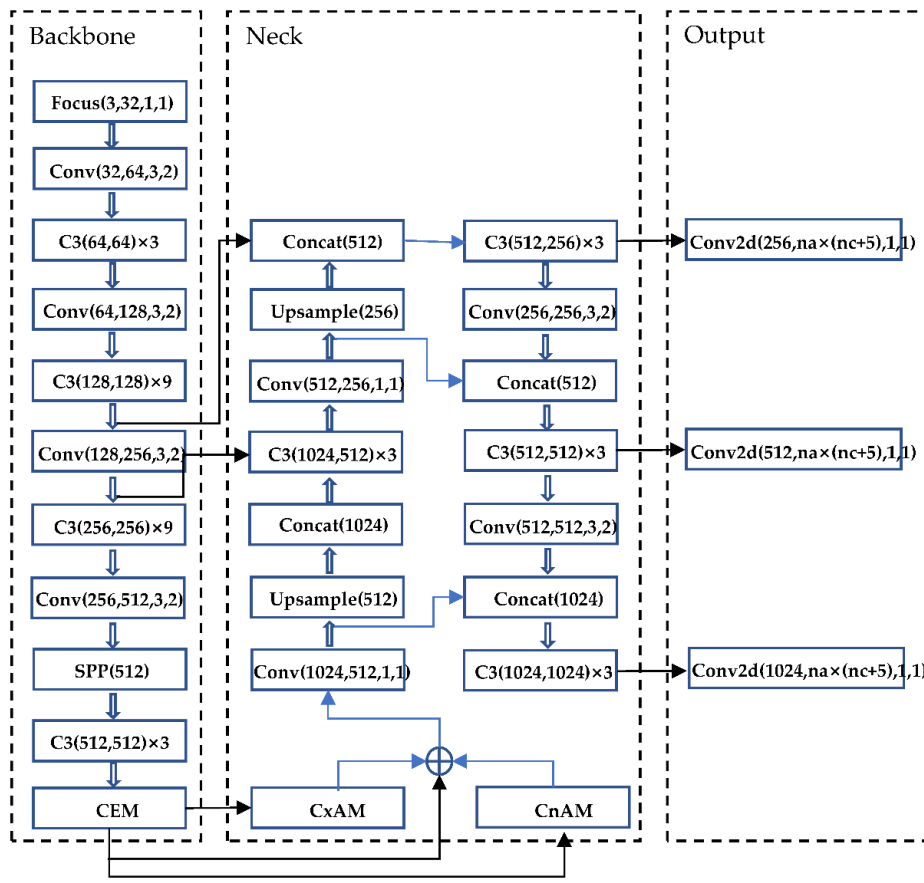 Backbone
Focus(3,32,1,1)
Conv(32,64,3,2)
C3(64,64)×3
Conv(64,128,3,2)
C3(128,128)×9
Conv(128,256,3,2)
C3(256,256)×9
Conv(256,512,3,2)
SPP(512)
C3(512,512)×3
CEM
Neck
Concat(512)
Upsample(256)
Conv(512,256,1,1)
C3(1024,512)×3
Concat(1024)
Upsample(512)
Conv(1024,512,1,1)
CxAM
C3(512,256)×3
Conv(256,256,3,2)
Concat(512)
C3(512,512)×3
Conv(512,512,3,2)
Concat(1024)
C3(1024,1024)×3
CnAM
Output
Conv2d(256,na×(nc+5),1,1)
Conv2d(512,na×(nc+5),1,1)
Conv2d(1024,na×(nc+5),1,1)